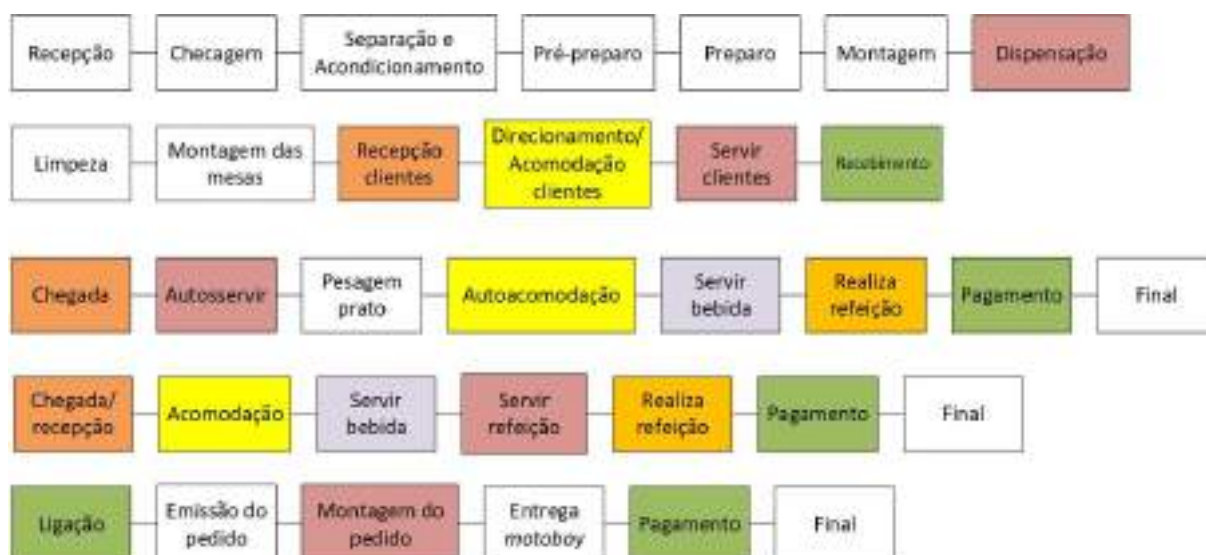 Recepção
Checagem
Separação e
Acondicionamento
Pré-preparo
Preparo
Montagem
Dispensação
Limpeza
Montagem das
mesas
Recepção
clientes
Direcionamento/
Acomodação
clientes
Servir
clientes
Recebimento
Chegada
Autosservir
Pesagem
prato
Autoacomodação
Servir
bebida
Realiza
refeição
Pagamento
Final
Chegada/
recepção
Acomodação
Servir
bebida
Servir
refeição
Realiza
refeição
Pagamento
Final
Ligação
Emissão do
pedido
Montagem do
pedido
Entrega
motoboy
Pagamento
Final